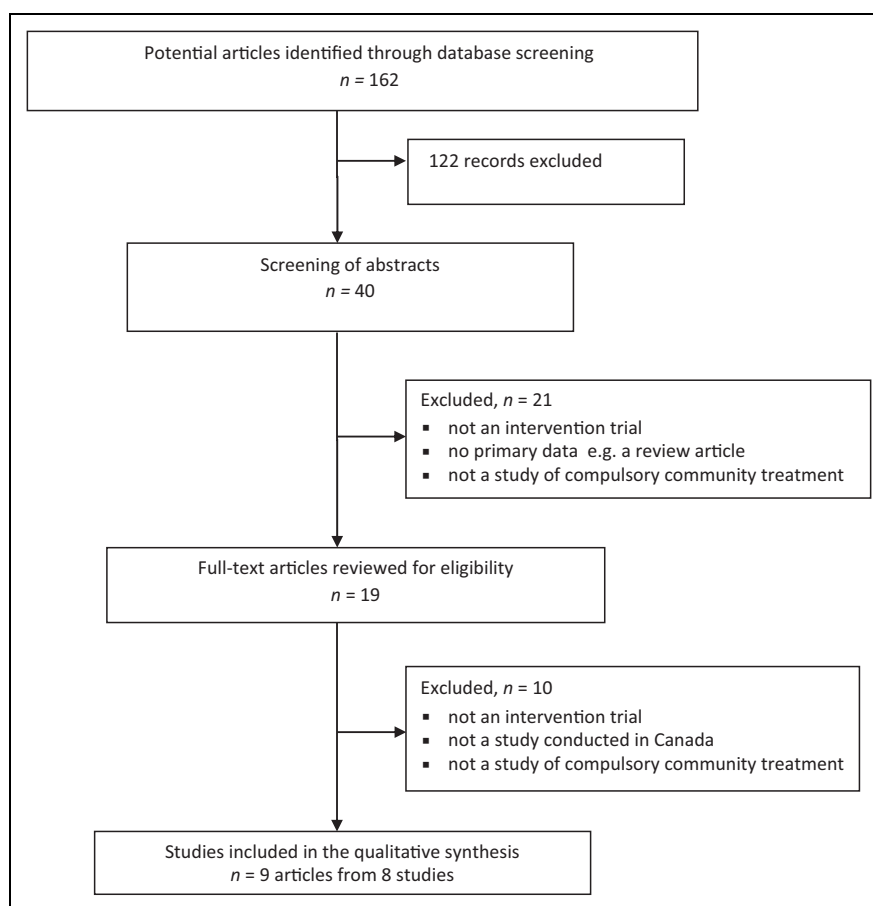 Potential articles identified through database screening
n = 162
122 records excluded
Screening of abstracts
n = 40
Excluded, n = 21
▪ not an intervention trial
▪ no primary data e.g. a review article
▪ not a study of compulsory community treatment
Full-text articles reviewed for eligibility
n = 19
Excluded, n = 10
▪ not an intervention trial
▪ not a study conducted in Canada
▪ not a study of compulsory community treatment
Studies included in the qualitative synthesis
n = 9 articles from 8 studies